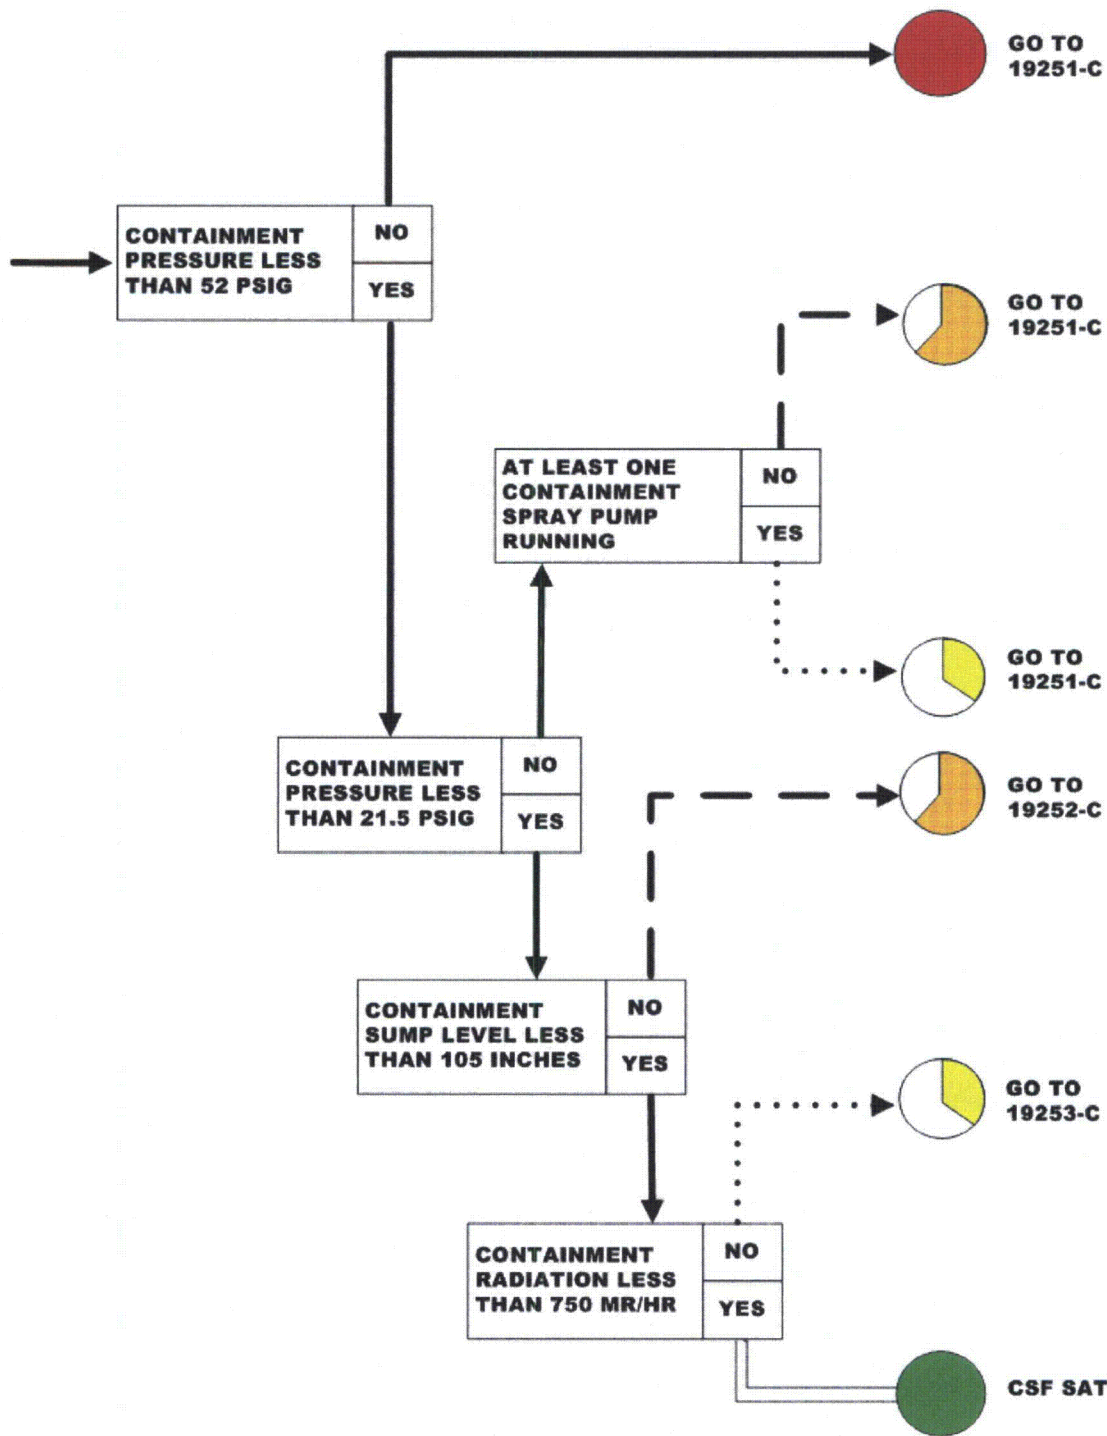 GO TO
19251-C
CONTAINMENT
PRESSURE LESS
THAN 52 PSIG
NO
YES
GO TO
19251-C
AT LEAST ONE
CONTAINMENT
SPRAY PUMP
RUNNING
NO
YES
GO TO
19251-C
CONTAINMENT
PRESSURE LESS
THAN 21.5 PSIG
NO
YES
GO TO
19252-C
CONTAINMENT
SUMP LEVEL LESS
THAN 105 INCHES
NO
YES
GO TO
19253-C
CONTAINMENT
RADIATION LESS
THAN 750 MR/HR
NO
YES
CSF SAT